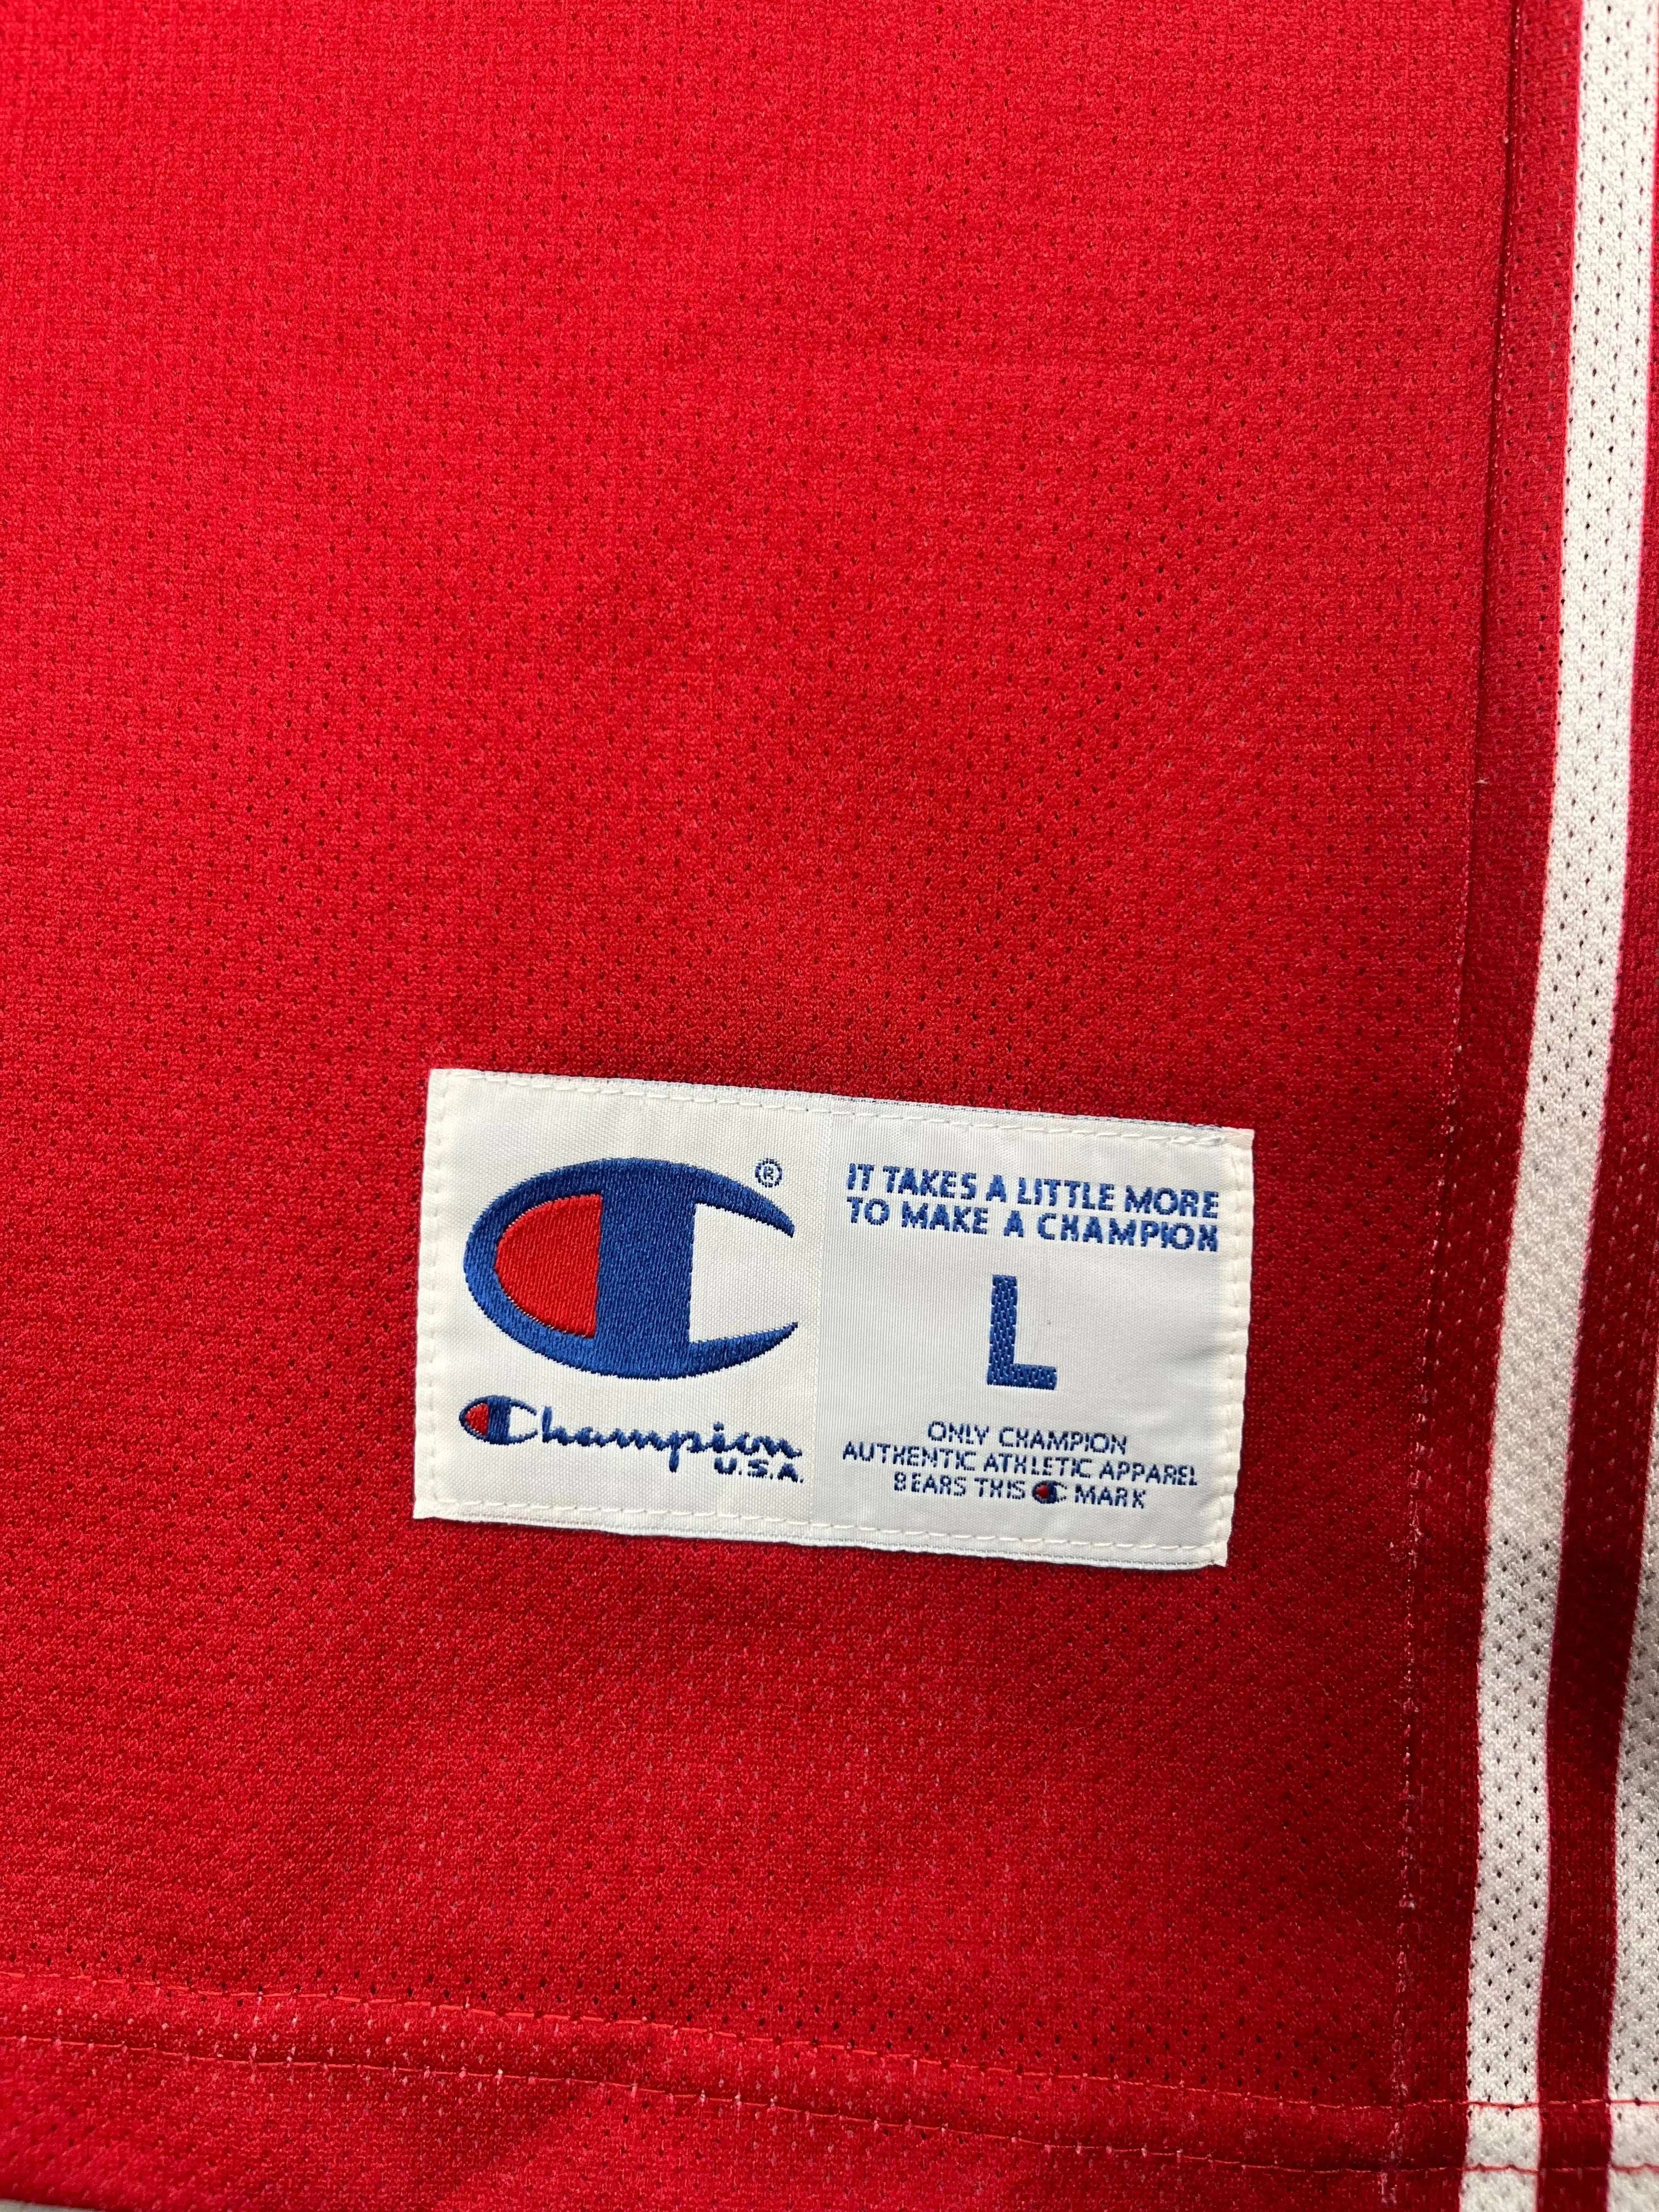 ®
Champion
U.S.A.
IT TAKES A LITTLE MORE
TO MAKE A CHAMPION
L
ONLY CHAMPION
AUTHENTIC ATHLETIC APPAREL
BEARS THIS C MARK